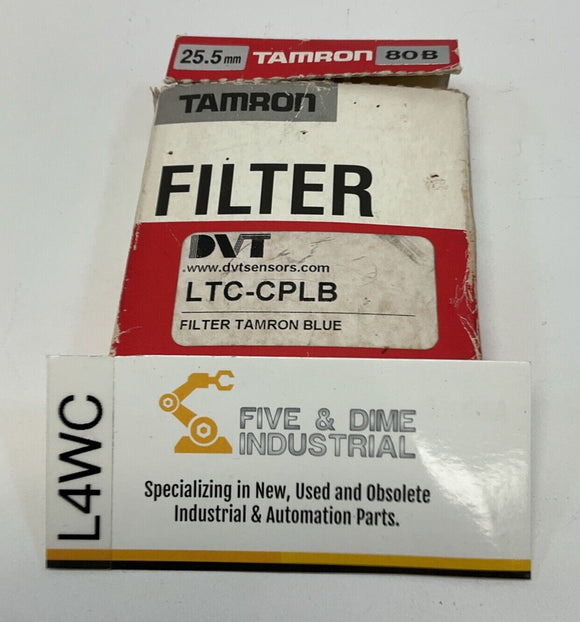 25.5mm TAMRON 80B
TAMRON
FILTER
DVT
www.dvtsensors.com
LTC-CPLB
FILTER TAMRON BLUE
L4WC
FIVE & DIME
INDUSTRIAL
Specializing in New, Used and Obsolete
Industrial & Automation Parts.